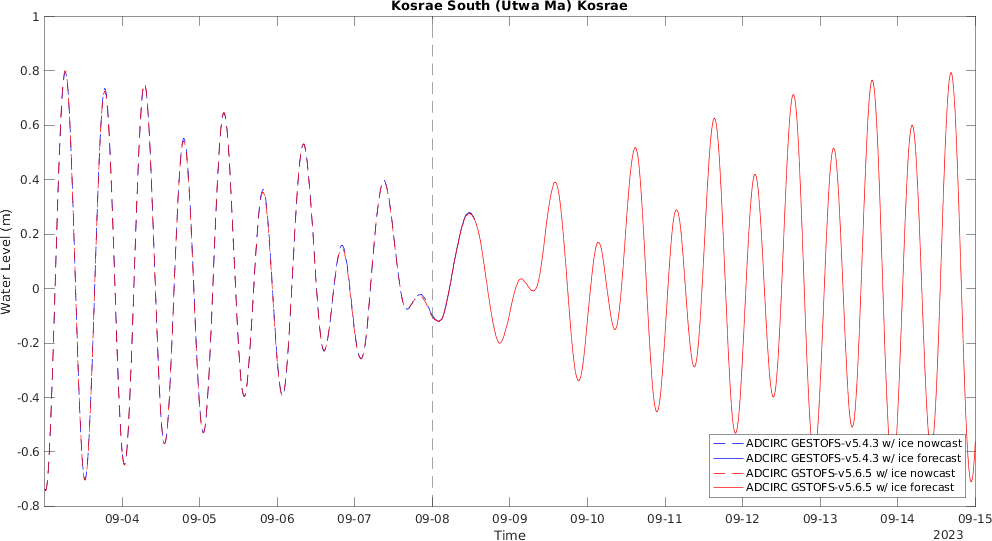 Kosrae South (Utwa Ma) Kosrae
1
0.8
0.6
0.4
0.2
0
-0.2
-0.4
-0.6
-0.8
Water Level (m)
ADCIRC GESTOFS-v5.4.3 w/ ice nowcast
ADCIRC GESTOFS-v5.4.3 w/ ice forecast
ADCIRC GSTOFS-v5.6.5 w/ ice nowcast
ADCIRC GSTOFS-v5.6.5 w/ ice forecast
09-04 09-05 09-06 09-07 09-08 09-09 09-10 09-11 09-12 09-13 09-14 09-15
Time
2023